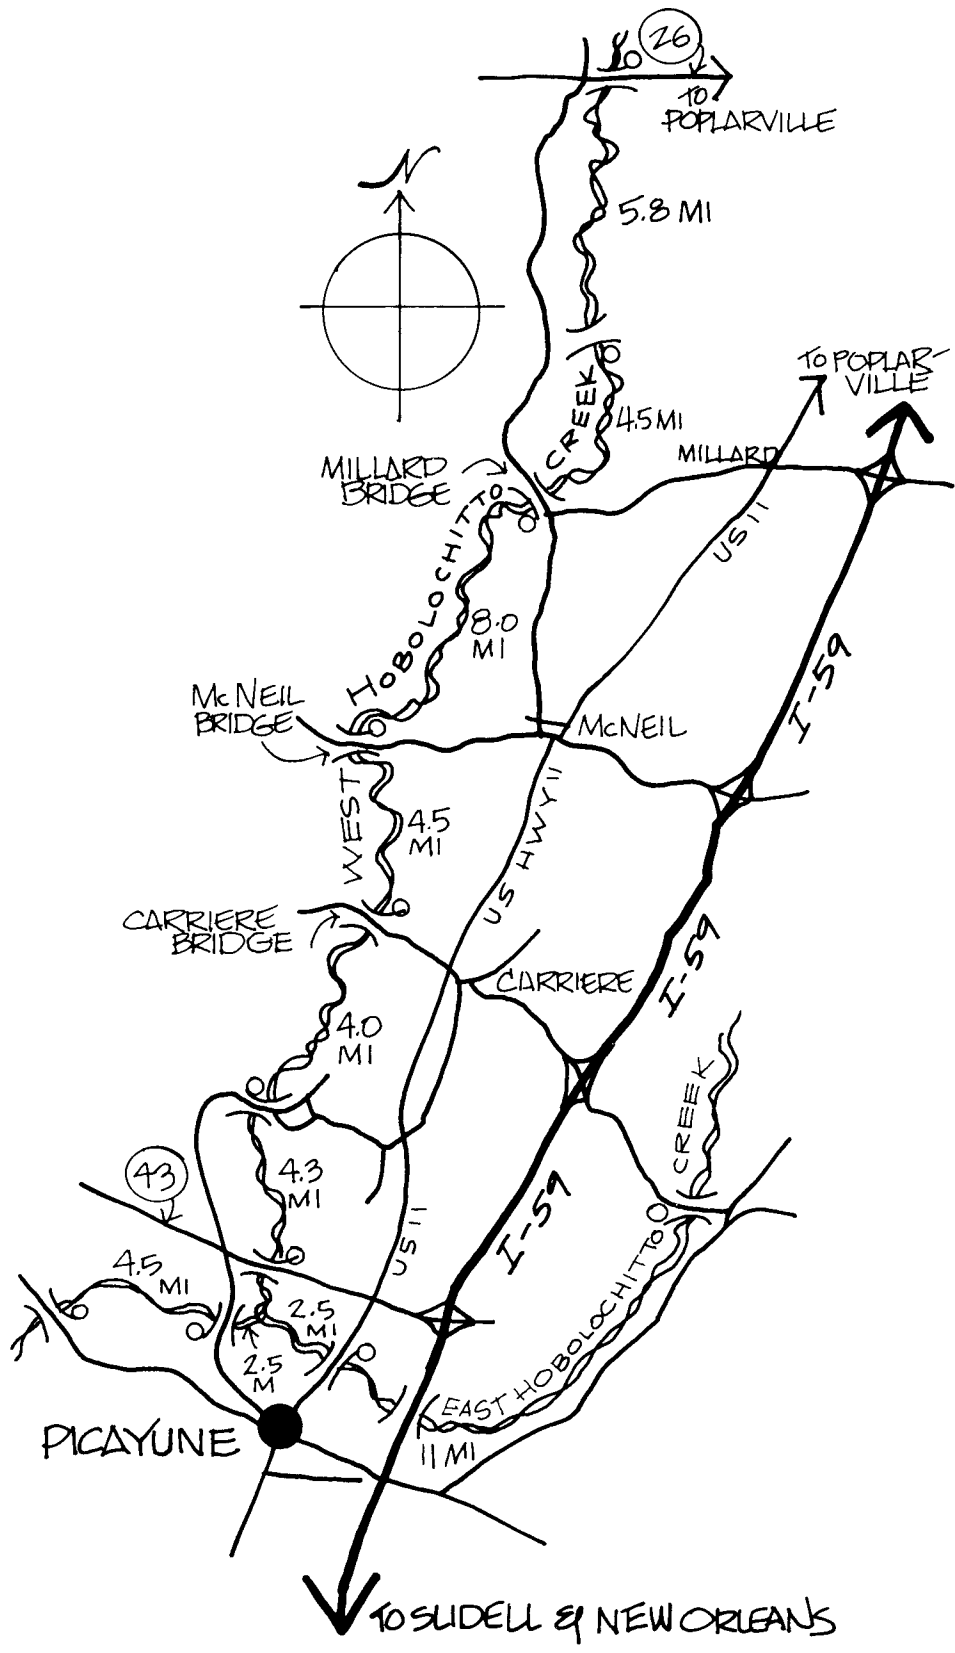 26
TO
POPLARVILLE
N
5.8 MI
TO POPLAR-
VILLE
CREEK
4.5 MI
MILLARD
MILLARD
BRIDGE
US 11
HOBOLOCHITTO
8.0
MI
I-59
McNEIL
BRIDGE
McNEIL
WEST
4.5
MI
US HWY 11
CARRIERE
BRIDGE
CARRIERE
I-59
4.0
MI
CREEK
43
4.3
MI
I-59
US 11
4.5
MI
2.5
MI
2.5
M
EAST HOBOLOCHITTO
PICAYUNE
11 MI
TO SLIDELL & NEW ORLEANS